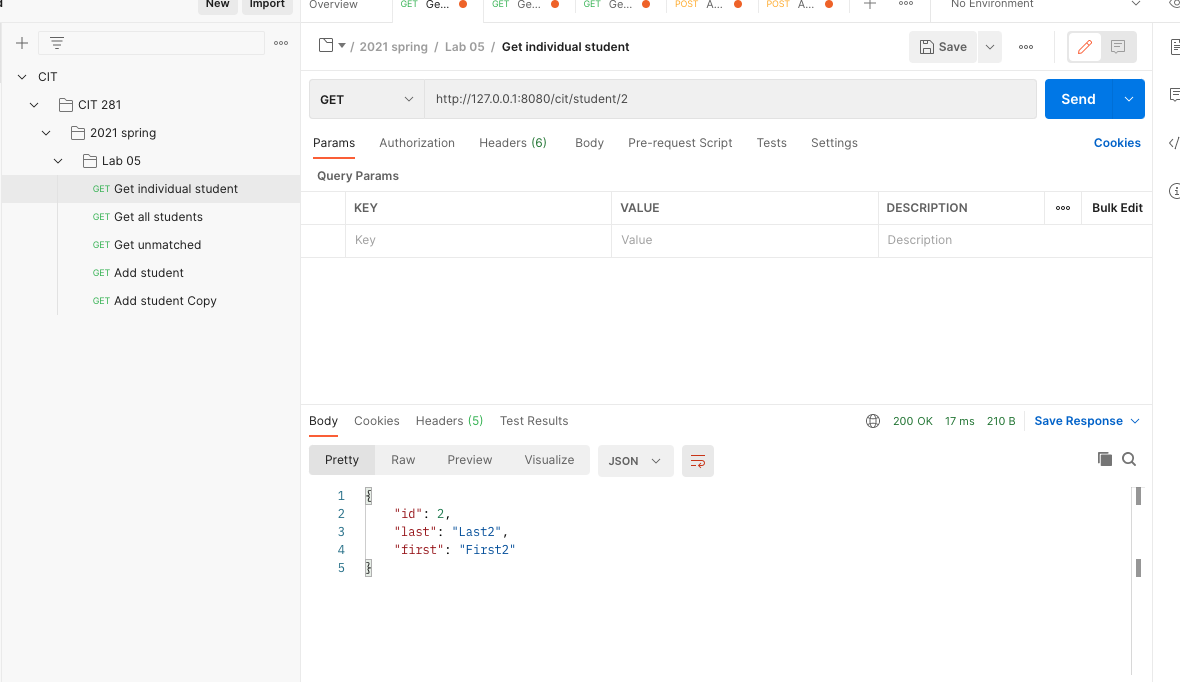 New Import
Overview GET Ge... GET Ge... GET Ge... POST A... POST A... No Environment
/ 2021 spring / Lab 05 / Get individual student Save
CIT
CIT 281
2021 spring
Lab 05
GET Get individual student
GET Get all students
GET Get unmatched
GET Add student
GET Add student Copy
GET http://127.0.0.1:8080/cit/student/2 Send
Params Authorization Headers (6) Body Pre-request Script Tests Settings Cookies
Query Params
KEY VALUE DESCRIPTION Bulk Edit
Key Value Description
Body Cookies Headers (5) Test Results 200 OK 17 ms 210 B Save Response
Pretty Raw Preview Visualize JSON
1 {
2 "id": 2,
3 "last": "Last2",
4 "first": "First2"
5 }